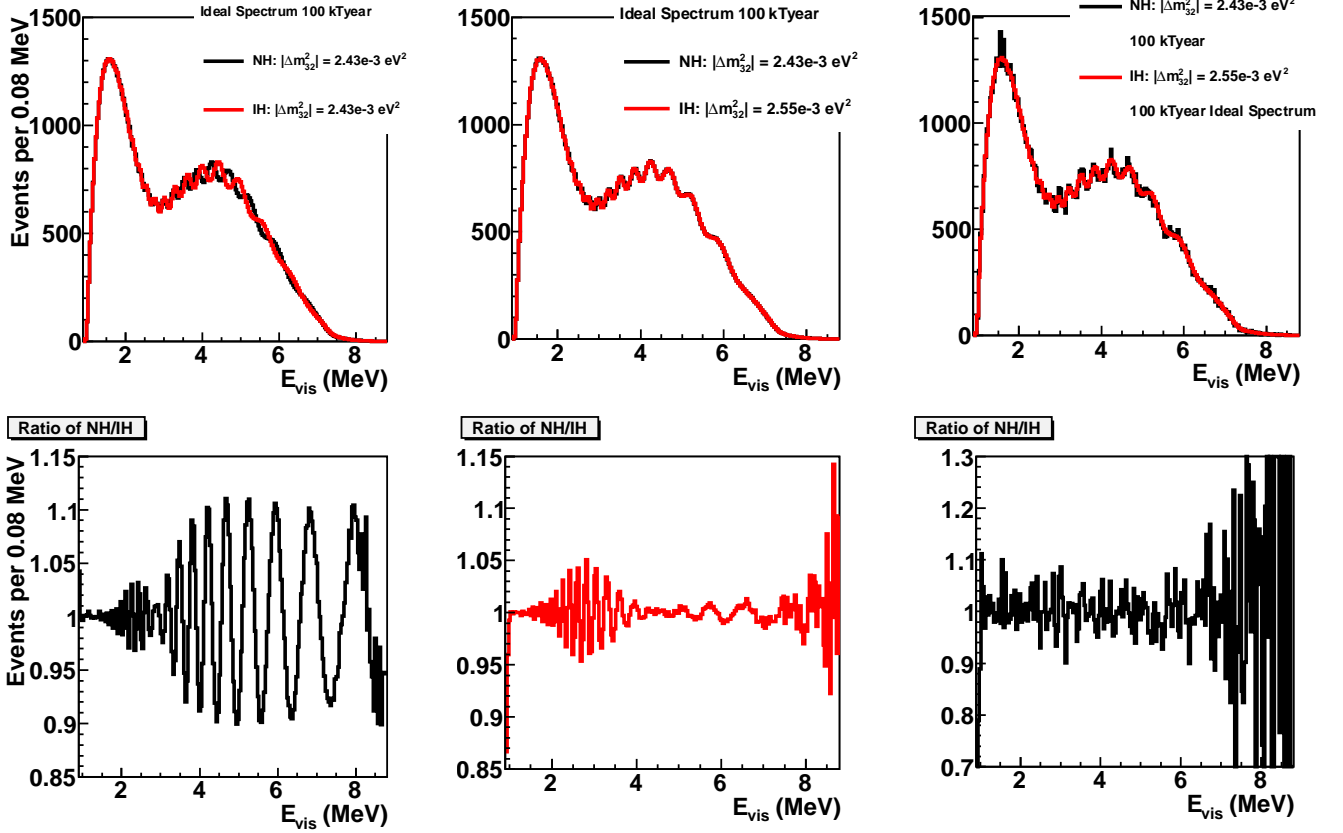 Ideal Spectrum 100 kTyear
NH: |Δm²₃₂| = 2.43e-3 eV²
IH: |Δm²₃₂| = 2.43e-3 eV²
Events per 0.08 MeV
1500
1000
500
0
2 4 6 8
E_vis (MeV)
Ideal Spectrum 100 kTyear
NH: |Δm²₃₂| = 2.43e-3 eV²
IH: |Δm²₃₂| = 2.55e-3 eV²
1500
1000
500
0
2 4 6 8
E_vis (MeV)
NH: |Δm²₃₂| = 2.43e-3 eV²
100 kTyear
IH: |Δm²₃₂| = 2.55e-3 eV²
100 kTyear Ideal Spectrum
1500
1000
500
0
2 4 6 8
E_vis (MeV)
Ratio of NH/IH
Events per 0.08 MeV
1.15
1.1
1.05
1
0.95
0.9
0.85
2 4 6 8
E_vis (MeV)
Ratio of NH/IH
1.15
1.1
1.05
1
0.95
0.9
0.85
2 4 6 8
E_vis (MeV)
Ratio of NH/IH
1.3
1.2
1.1
1
0.9
0.8
0.7
2 4 6 8
E_vis (MeV)